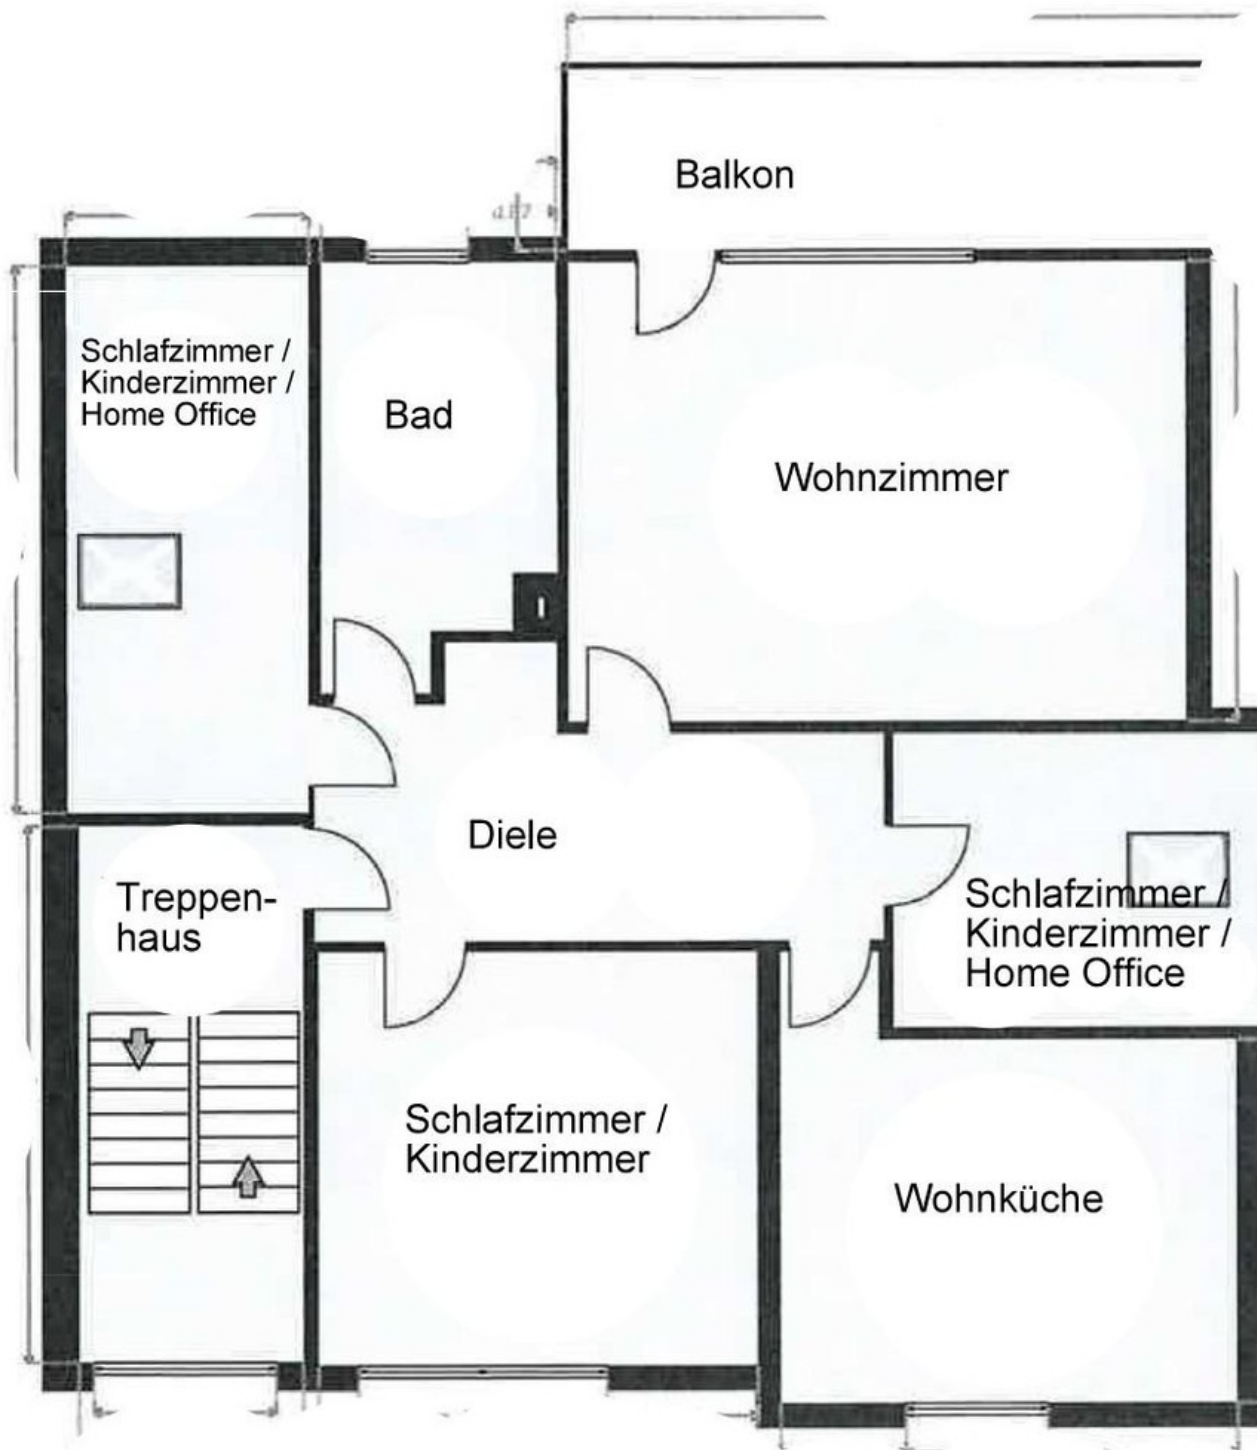 Balkon
Schlafzimmer /
Kinderzimmer /
Home Office
Bad
Wohnzimmer
Diele
Treppen-
haus
Schlafzimmer /
Kinderzimmer /
Home Office
Schlafzimmer /
Kinderzimmer
Wohnküche